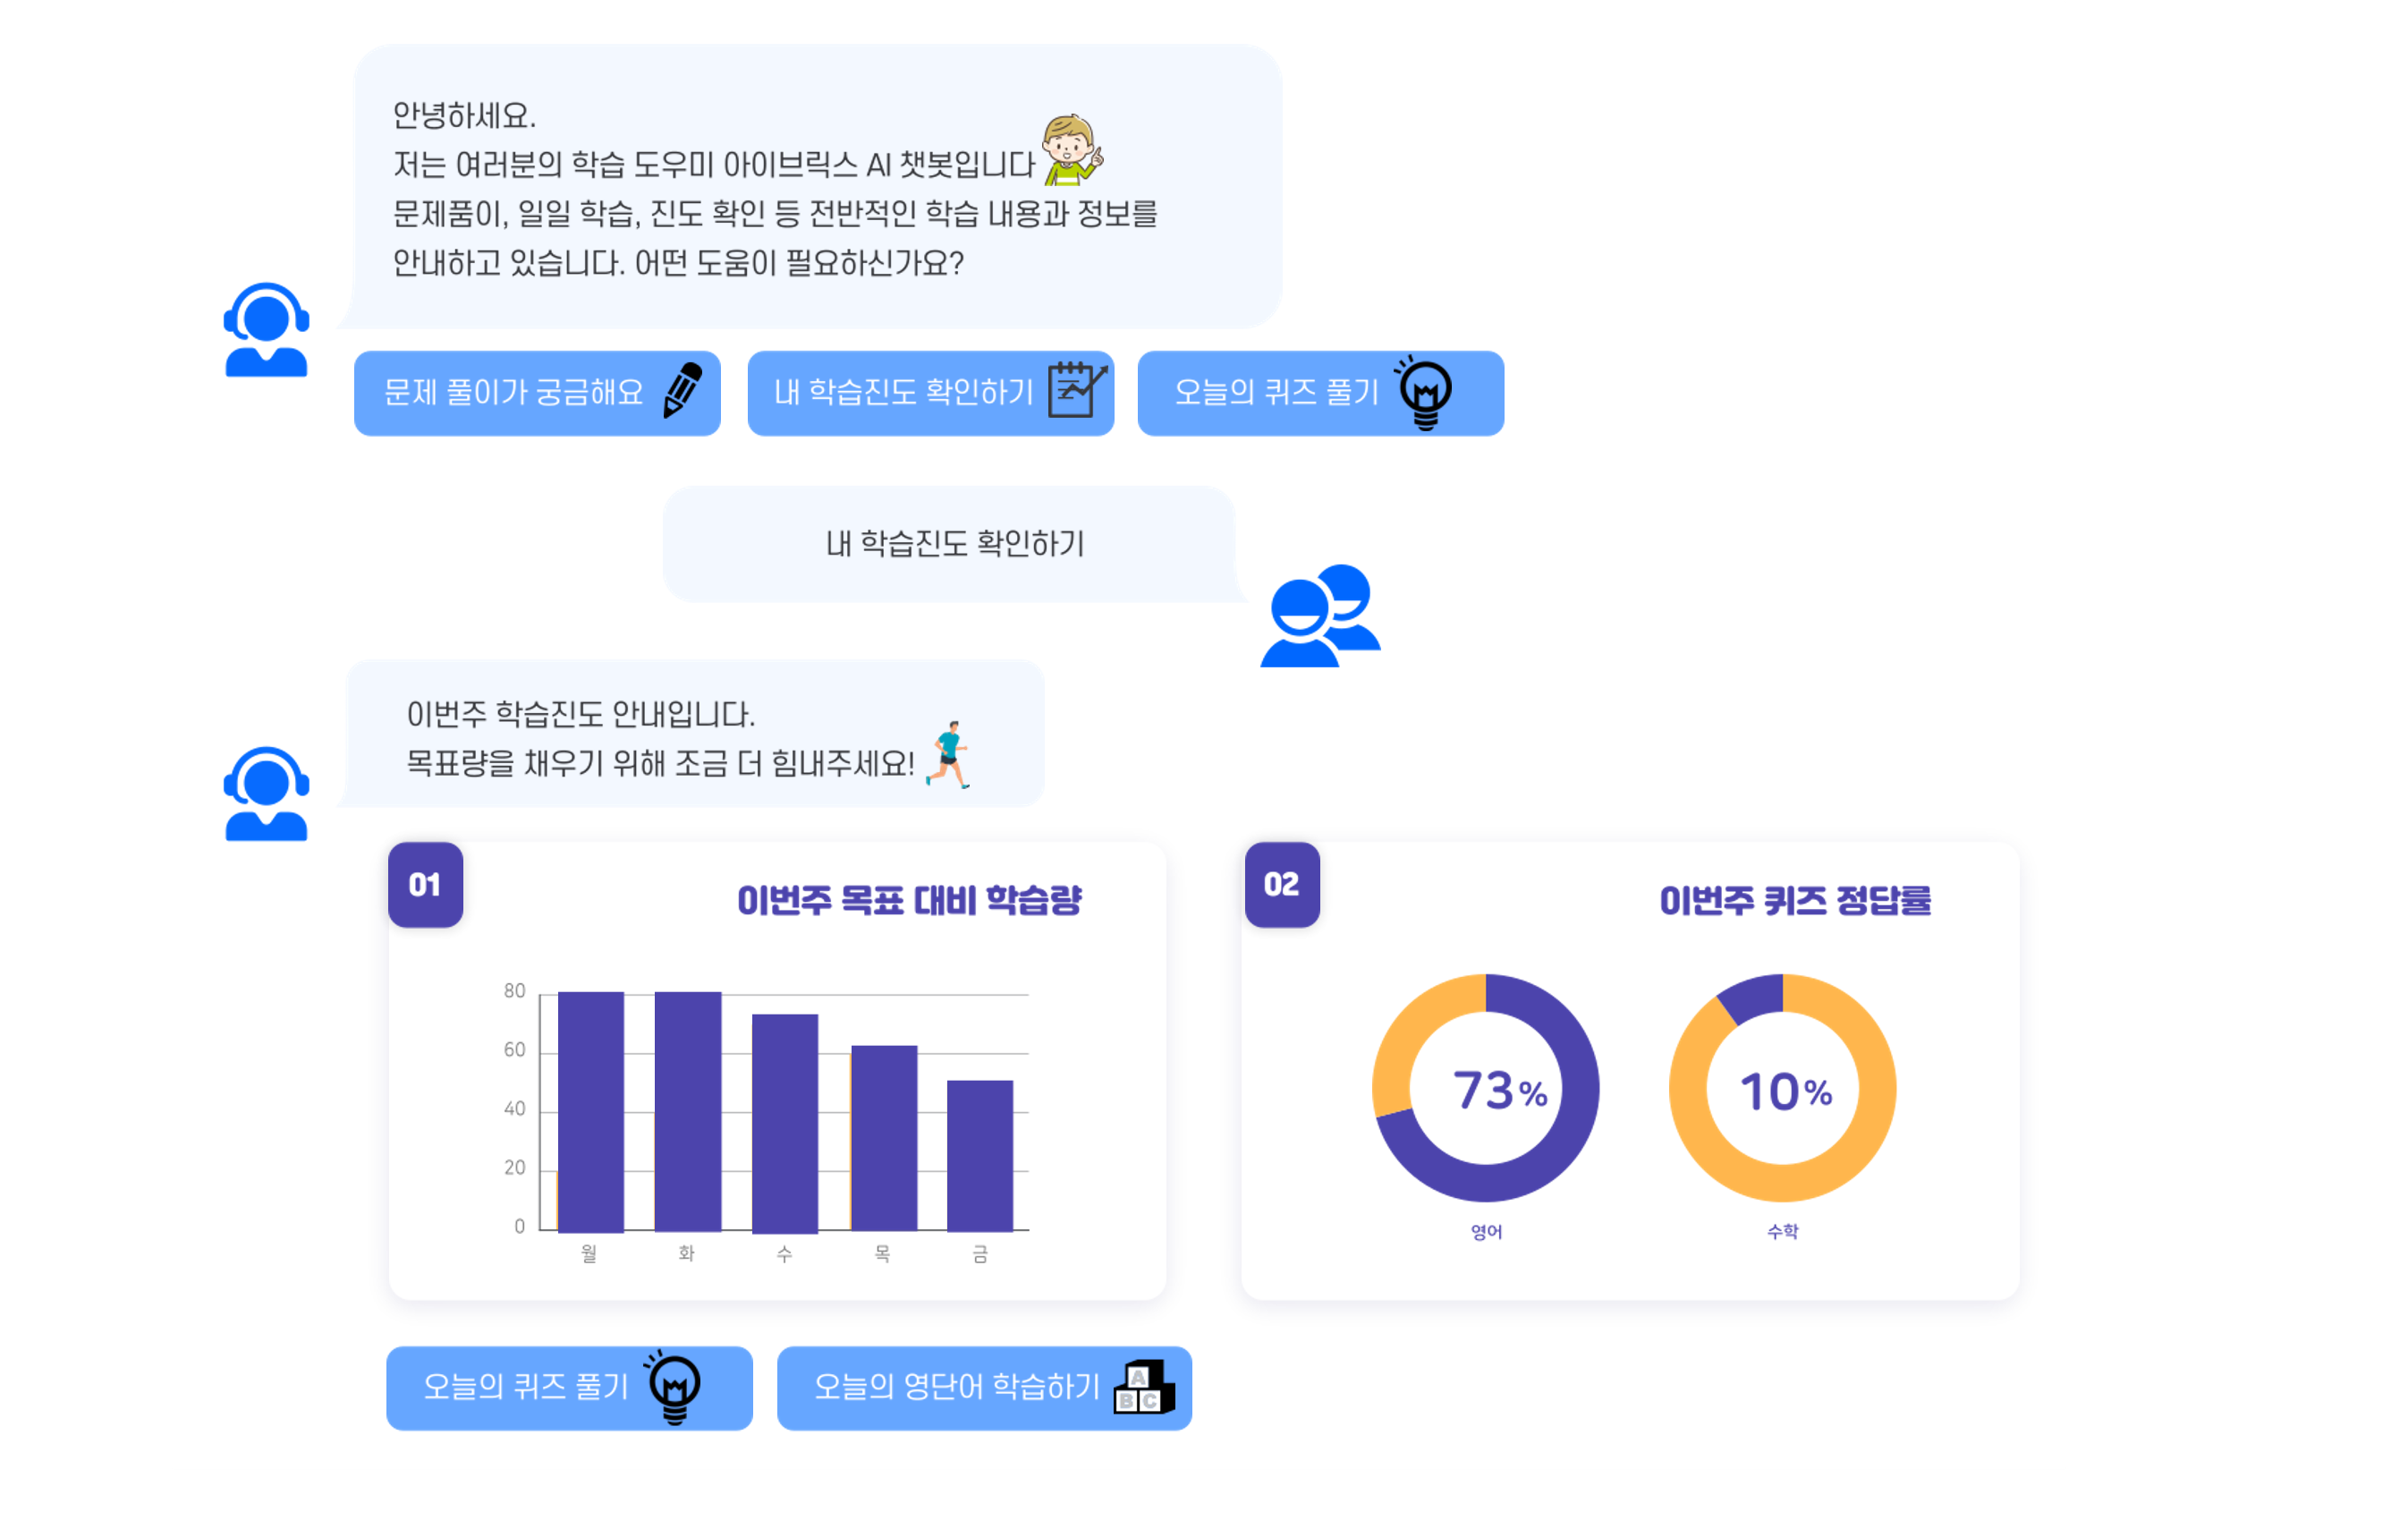 안녕하세요.
저는 여러분의 학습 도우미 아이브릭스 AI 챗봇입니다
문제품이, 일일 학습, 진도 확인 등 전반적인 학습 내용과 정보를
안내하고 있습니다. 어떤 도움이 필요하신가요?
문제 풀이가 궁금해요
내 학습진도 확인하기
오늘의 퀴즈 풀기
내 학습진도 확인하기
이번주 학습진도 안내입니다.
목표량을 채우기 위해 조금 더 힘내주세요!
01
이번주 목표 대비 학습량
80
60
40
20
0
월 화 수 목 금
02
이번주 퀴즈 정답률
73%
10%
영어
수학
오늘의 퀴즈 풀기
오늘의 영단어 학습하기
A
B C